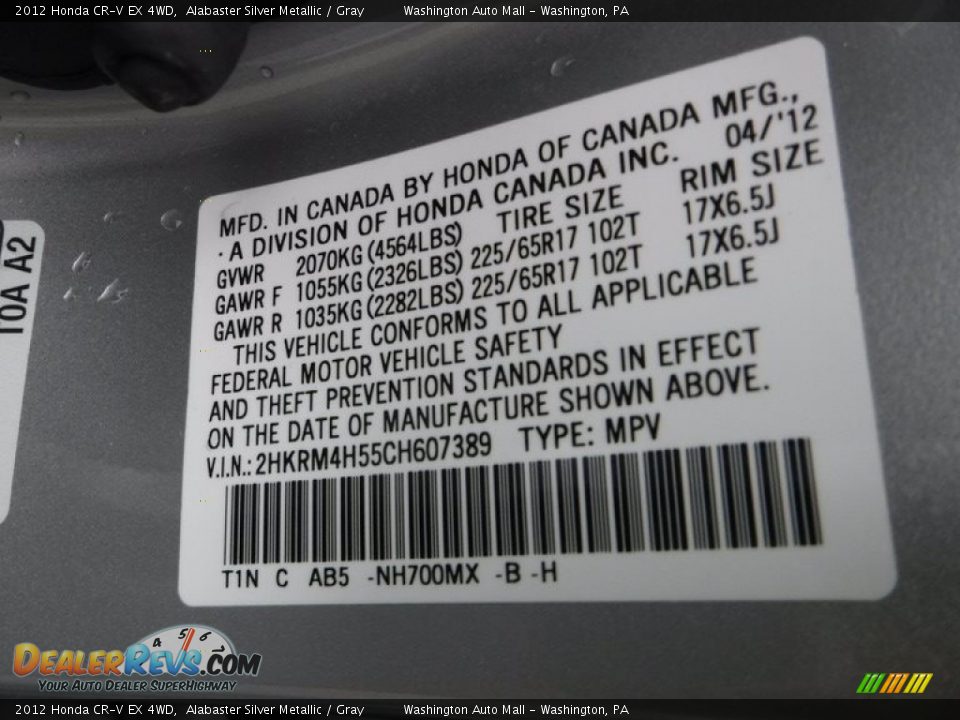 2012 Honda CR-V EX 4WD, Alabaster Silver Metallic / Gray Washington Auto Mall - Washington, PA
MFD. IN CANADA BY HONDA OF CANADA MFG.,
· A DIVISION OF HONDA CANADA INC. 04/'12
GVWR 2070KG(4564LBS) TIRE SIZE RIM SIZE
GAWR F 1055KG(2326LBS) 225/65R17 102T 17X6.5J
GAWR R 1035KG(2282LBS) 225/65R17 102T 17X6.5J
THIS VEHICLE CONFORMS TO ALL APPLICABLE
FEDERAL MOTOR VEHICLE SAFETY
AND THEFT PREVENTION STANDARDS IN EFFECT
ON THE DATE OF MANUFACTURE SHOWN ABOVE.
V.I.N.: 2HKRM4H55CH607389 TYPE: MPV
T1N C AB5 -NH700MX -B -H
T0A A2
4 5 6 7
DEALERREVS.COM
YOUR AUTO DEALER SUPERHIGHWAY
2012 Honda CR-V EX 4WD, Alabaster Silver Metallic / Gray Washington Auto Mall - Washington, PA